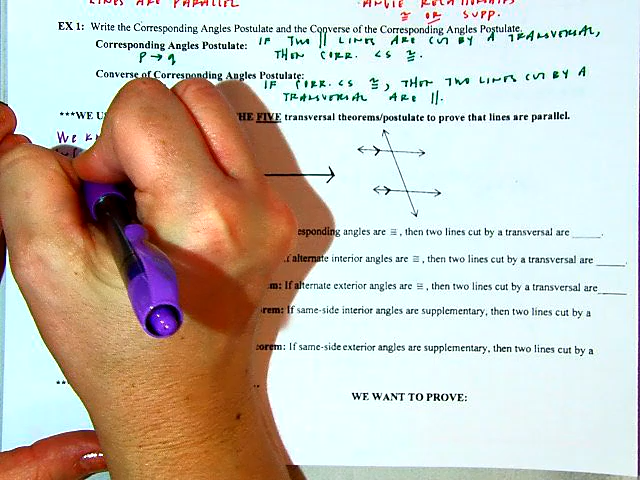 LINES ARE PARALLEL ANGLE RELATIONSHIPS
≅ OR SUPP.
EX 1: Write the Corresponding Angles Postulate and the Converse of the Corresponding Angles Postulate.
Corresponding Angles Postulate: IF TWO || LINES ARE CUT BY A TRANSVERSAL,
P → q THEN CORR. <S ≅.
Converse of Corresponding Angles Postulate:
IF CORR. <S ≅, THEN TWO LINES CUT BY A
TRANSVERSAL ARE ||.
***WE U HE FIVE transversal theorems/postulate to prove that lines are parallel.
WE KN
esponding angles are ≅, then two lines cut by a transversal are _____.
f alternate interior angles are ≅, then two lines cut by a transversal are _____
m: If alternate exterior angles are ≅, then two lines cut by a transversal are_____
rem: If same-side interior angles are supplementary, then two lines cut by a
orem: If same-side exterior angles are supplementary, then two lines cut by a
** WE WANT TO PROVE: